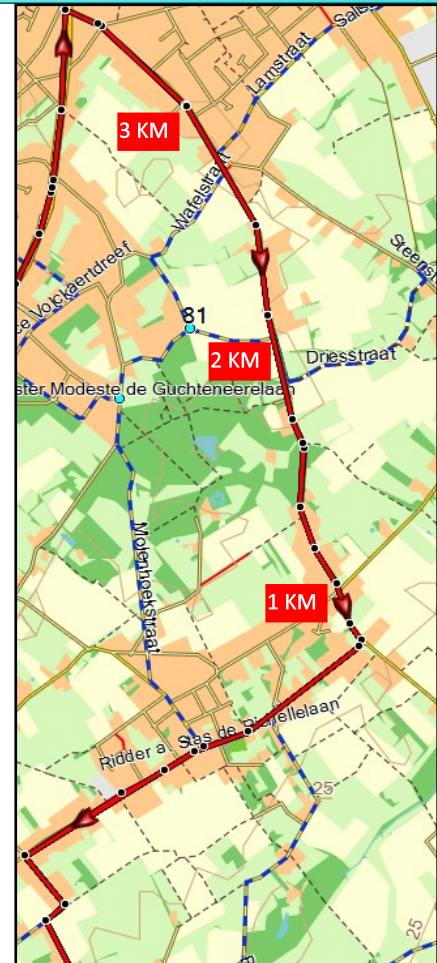 Lamstraat
3 KM
Wafelstraat
ce Volckaertdreef
81
2 KM
Driesstraat
ster Modeste de Guchteneerelaan
Molenhoekstraat
1 KM
Ridder a. Stas de Richellelaan
25
25